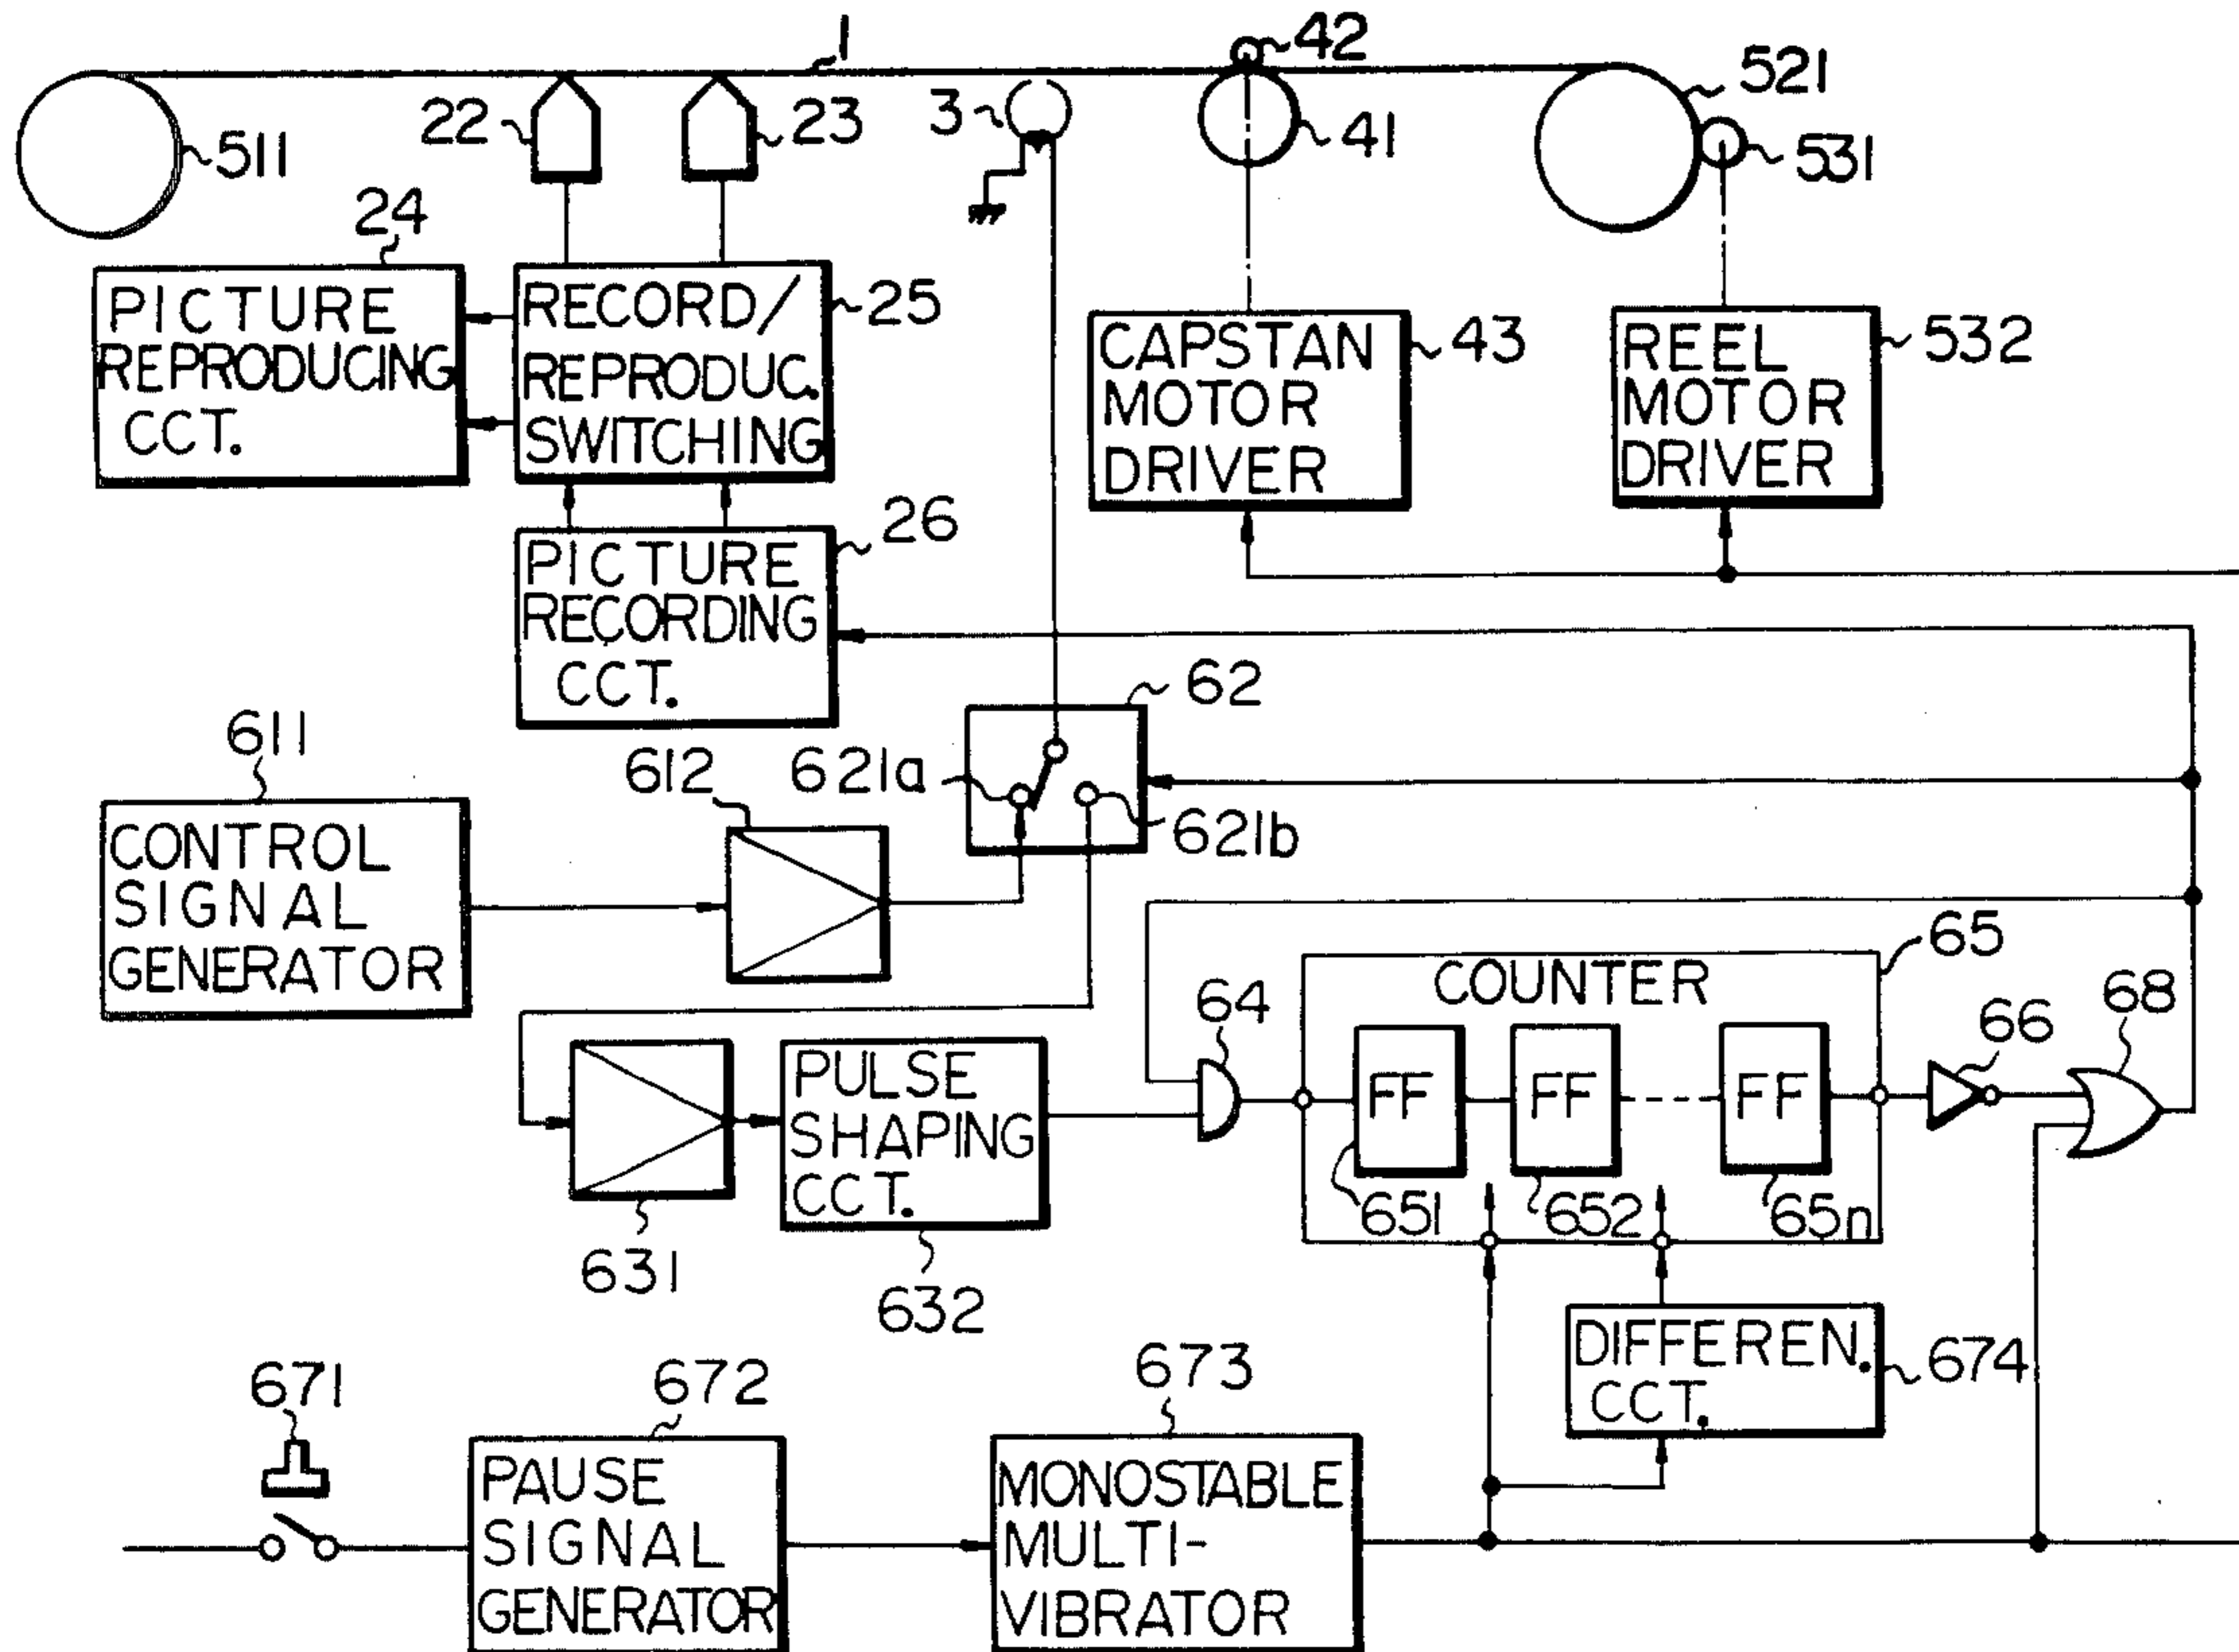 1
42
521
22
23
3
41
531
511
24
PICTURE
REPRODUCING
CCT.
RECORD/
REPRODUC.
SWITCHING
25
CAPSTAN
MOTOR
DRIVER
43
REEL
MOTOR
DRIVER
532
26
PICTURE
RECORDING
CCT.
62
611
612
621a
621b
CONTROL
SIGNAL
GENERATOR
65
COUNTER
64
66
68
PULSE
SHAPING
CCT.
FF
FF
FF
651
652
65n
631
632
DIFFEREN.
CCT.
674
671
672
673
PAUSE
SIGNAL
GENERATOR
MONOSTABLE
MULTI-
VIBRATOR